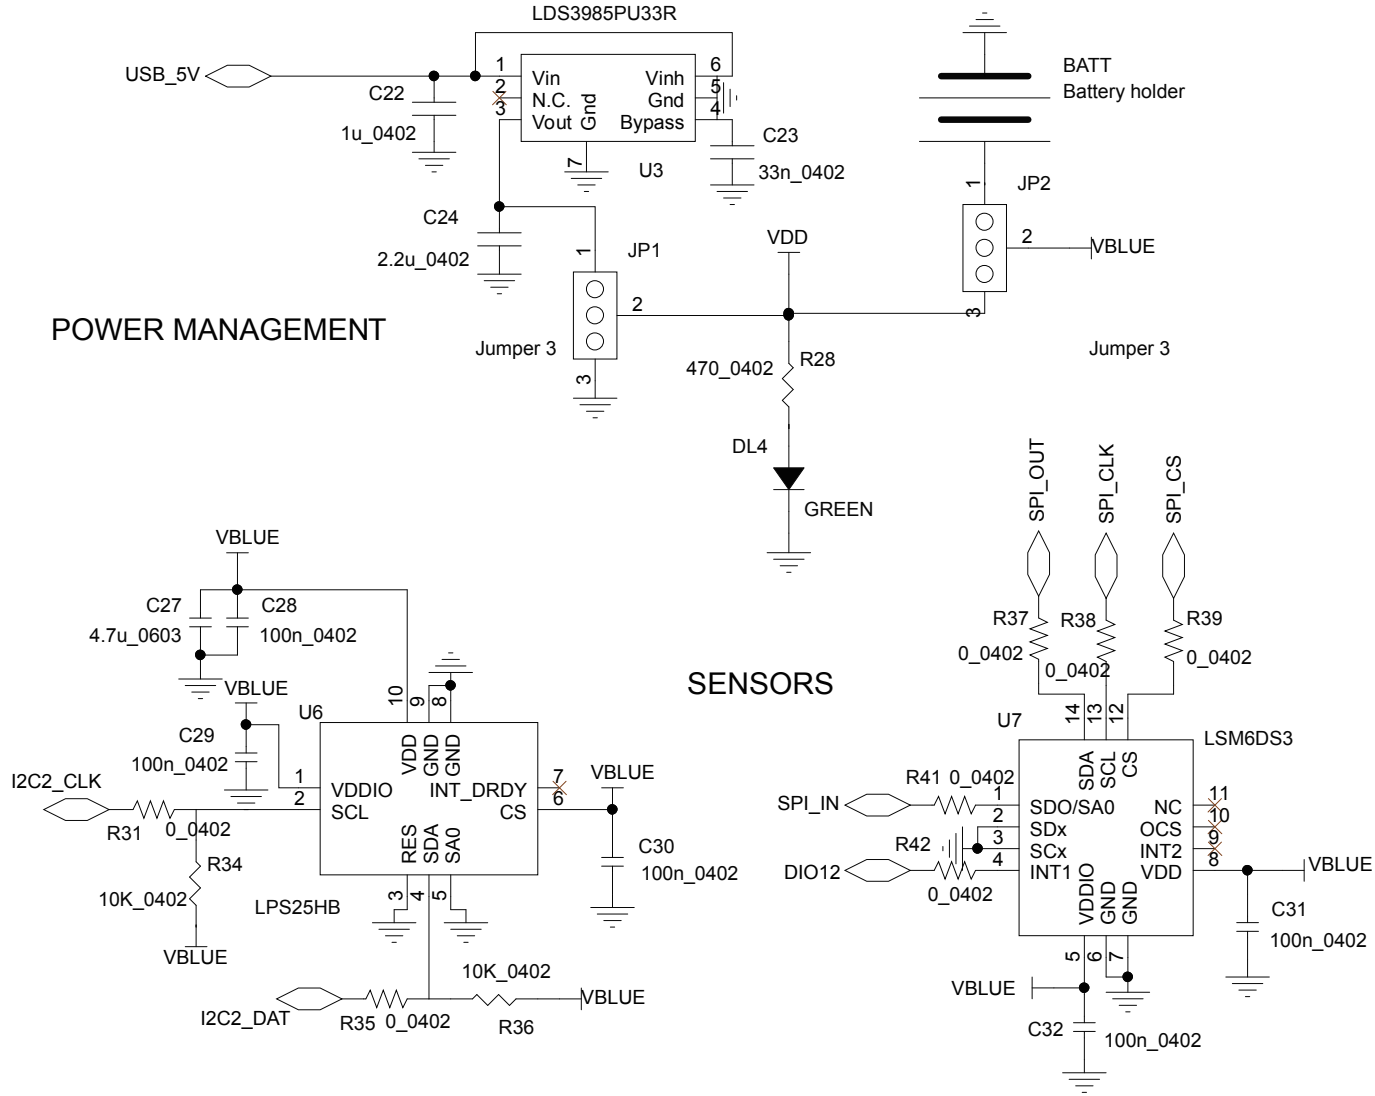 LDS3985PU33R
USB_5V
C22
1u_0402
1
2
3
Vin
N.C.
Vout
Gnd
Vinh
Gnd
Bypass
6
5
4
7
U3
C23
33n_0402
BATT
Battery holder
C24
2.2u_0402
1
JP1
2
3
Jumper 3
VDD
1
JP2
2
VBLUE
3
Jumper 3
POWER MANAGEMENT
470_0402
R28
DL4
GREEN
VBLUE
C27
4.7u_0603
C28
100n_0402
VBLUE
C29
100n_0402
U6
10
9
8
VDD
GND
GND
1
2
VDDIO
SCL
INT_DRDY
CS
7
6
VBLUE
RES
SDA
SA0
3
4
5
C30
100n_0402
I2C2_CLK
R31
0_0402
R34
10K_0402
VBLUE
LPS25HB
I2C2_DAT
R35
0_0402
10K_0402
R36
VBLUE
SENSORS
SPI_OUT
SPI_CLK
SPI_CS
R37
0_0402
R38
0_0402
R39
0_0402
U7
14
13
12
LSM6DS3
SDA
SCL
CS
SPI_IN
R41
0_0402
1
2
3
4
SDO/SA0
SDx
SCx
INT1
NC
OCS
INT2
VDD
11
10
9
8
VBLUE
R42
DIO12
0_0402
VDDIO
GND
GND
5
6
7
C31
100n_0402
VBLUE
C32
100n_0402